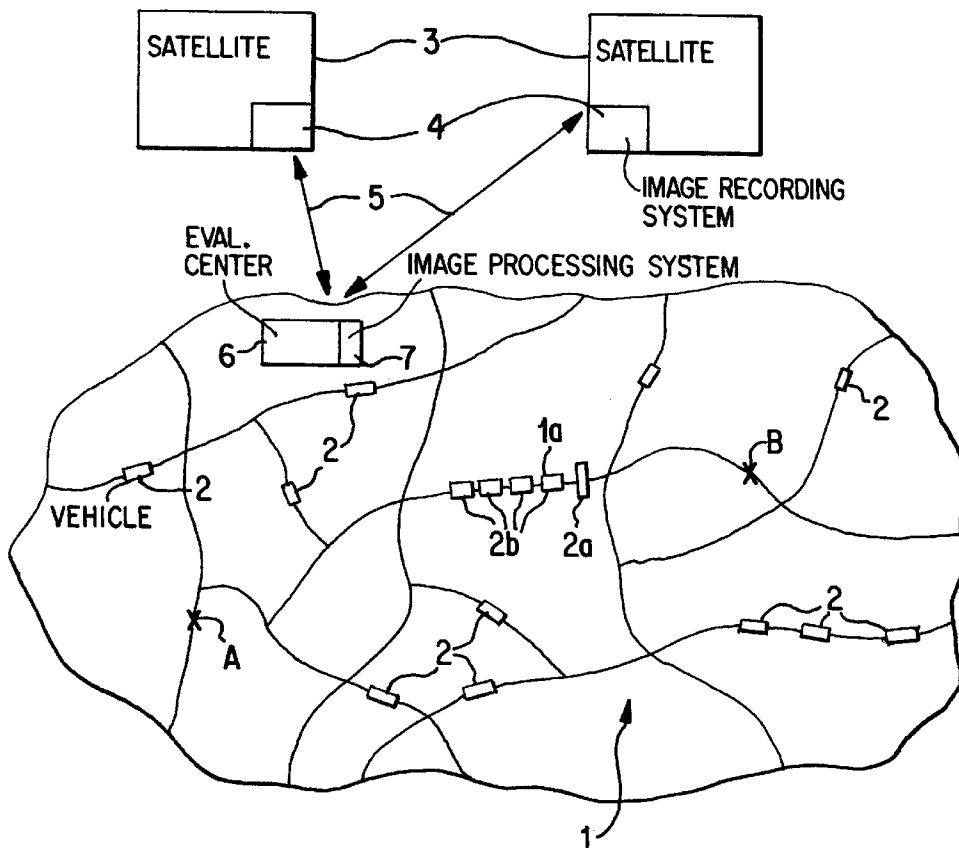 SATELLITE
3
SATELLITE
4
IMAGE RECORDING
SYSTEM
5
EVAL.
CENTER
IMAGE PROCESSING SYSTEM
6
7
2
2
1a
B
2
2
VEHICLE
2b
2a
2
A
2
1